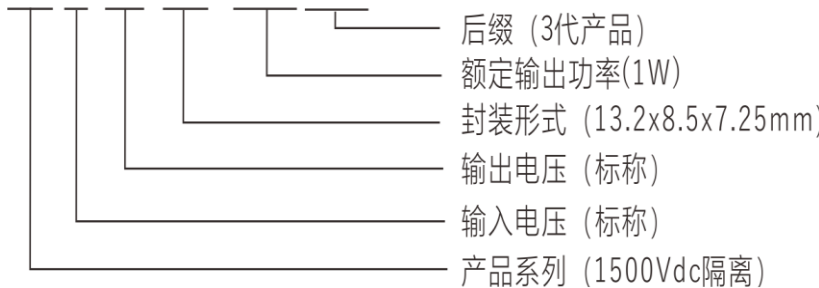 后缀 (3代产品)
额定输出功率(1W)
封装形式 (13.2x8.5x7.25mm)
输出电压 (标称)
输入电压 (标称)
产品系列 (1500Vdc隔离)